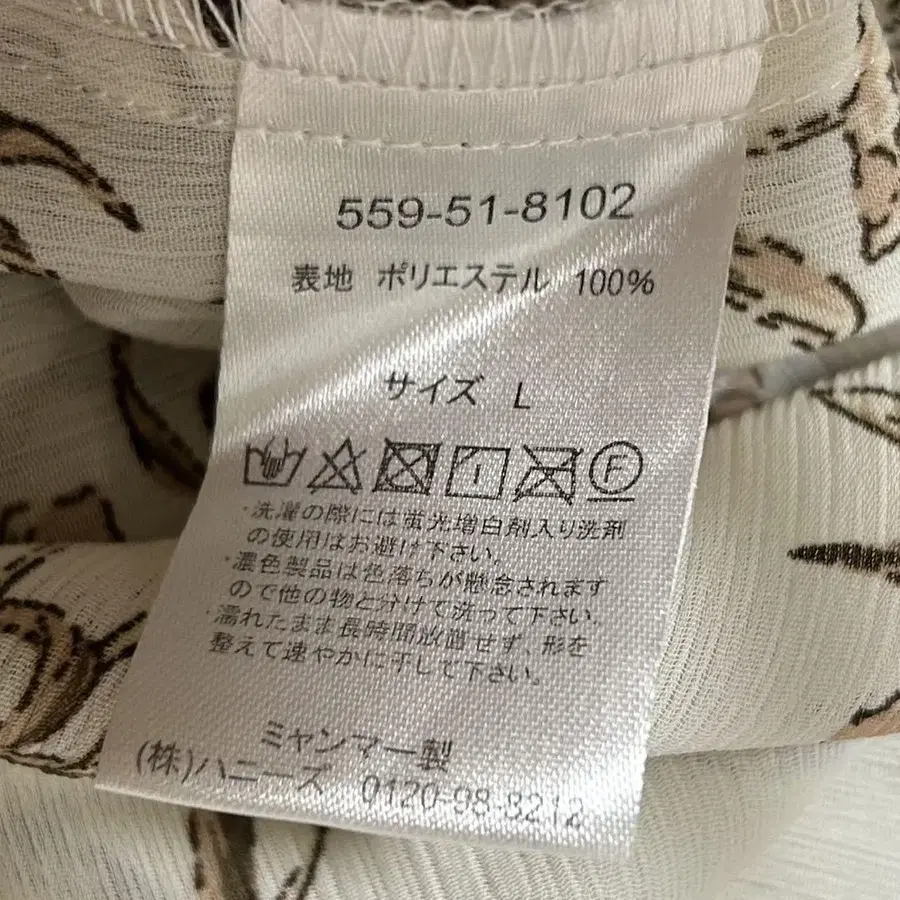 559-51-8102
表地 ポリエステル 100%
サイズ L
F
・洗濯の際には蛍光増白剤入り洗剤
の使用はお避け下さい。
・濃色製品は色落ちが懸念されます
ので他の物と分けて洗って下さい。
・濡れたまま長時間放置せず、形を
整えて速やかに干して下さい。
ミャンマー製
(株)ハニーズ 0120-98-8212